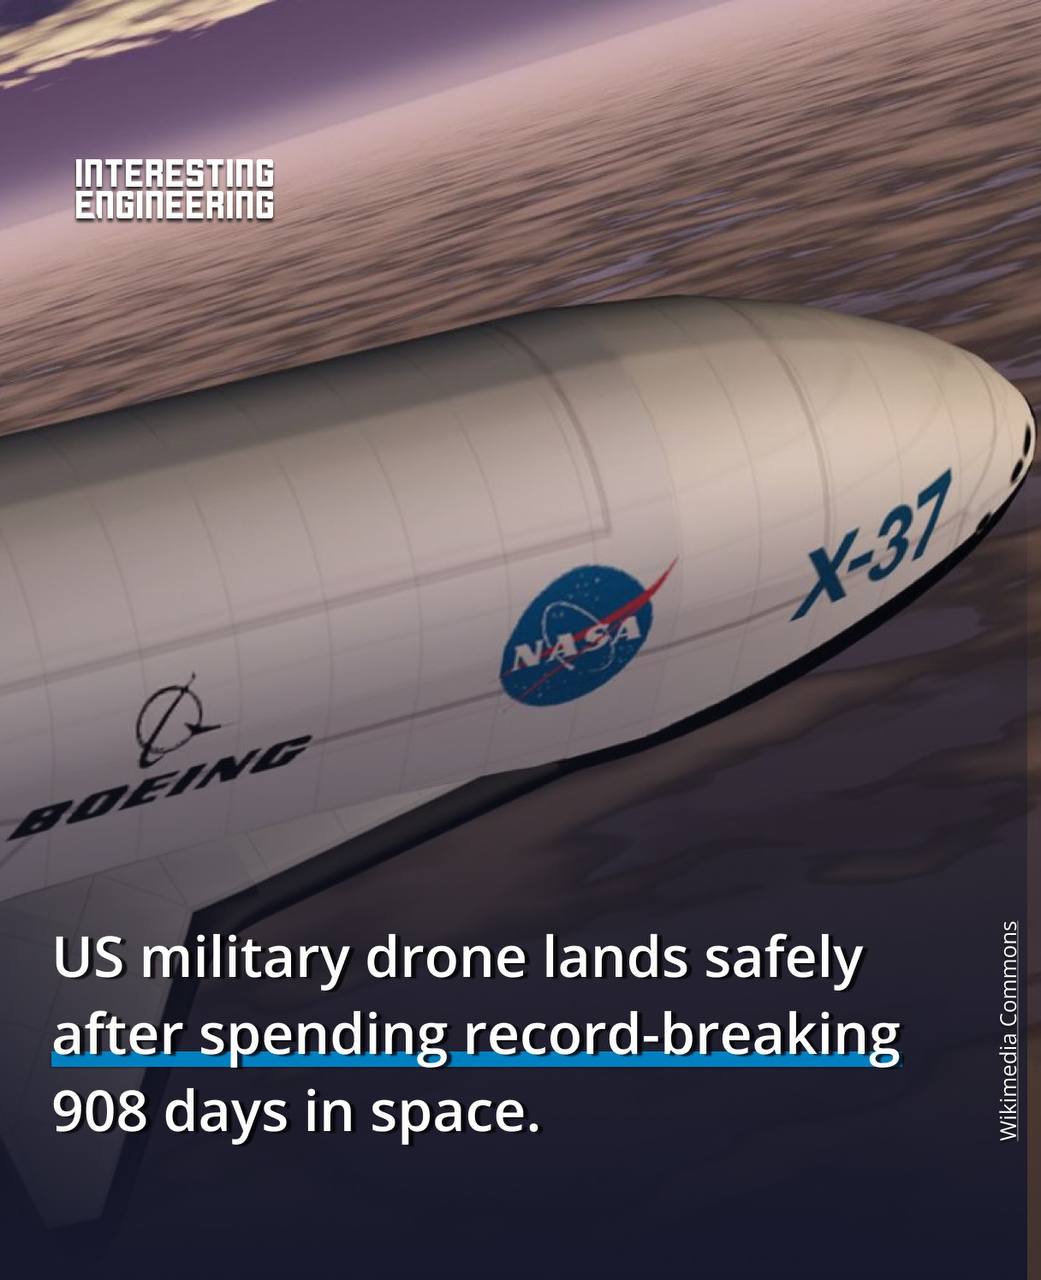 INTERESTING
ENGINEERING
X-37
NASA
BOEING
US military drone lands safely
after spending record-breaking
908 days in space.
Wikimedia Commons